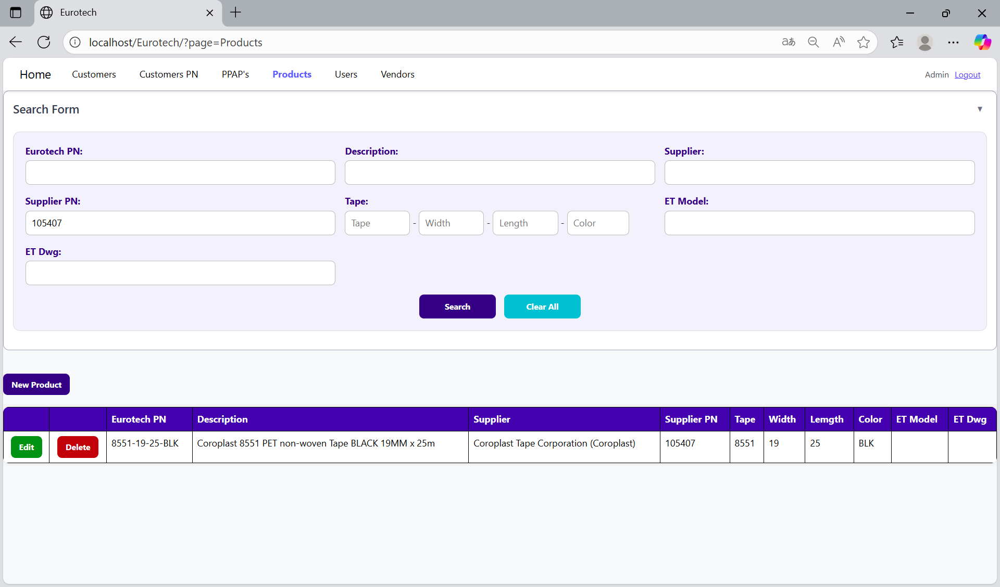 Eurotech
localhost/Eurotech/?page=Products
Home Customers Customers PN PPAP's Products Users Vendors Admin Logout
Search Form
Eurotech PN: Description: Supplier:
Supplier PN: Tape: ET Model:
105407 Tape - Width - Length - Color
ET Dwg:
Search Clear All
New Product
Eurotech PN Description Supplier Supplier PN Tape Width Lemgth Color ET Model ET Dwg
Edit Delete 8551-19-25-BLK Coroplast 8551 PET non-woven Tape BLACK 19MM x 25m Coroplast Tape Corporation (Coroplast) 105407 8551 19 25 BLK